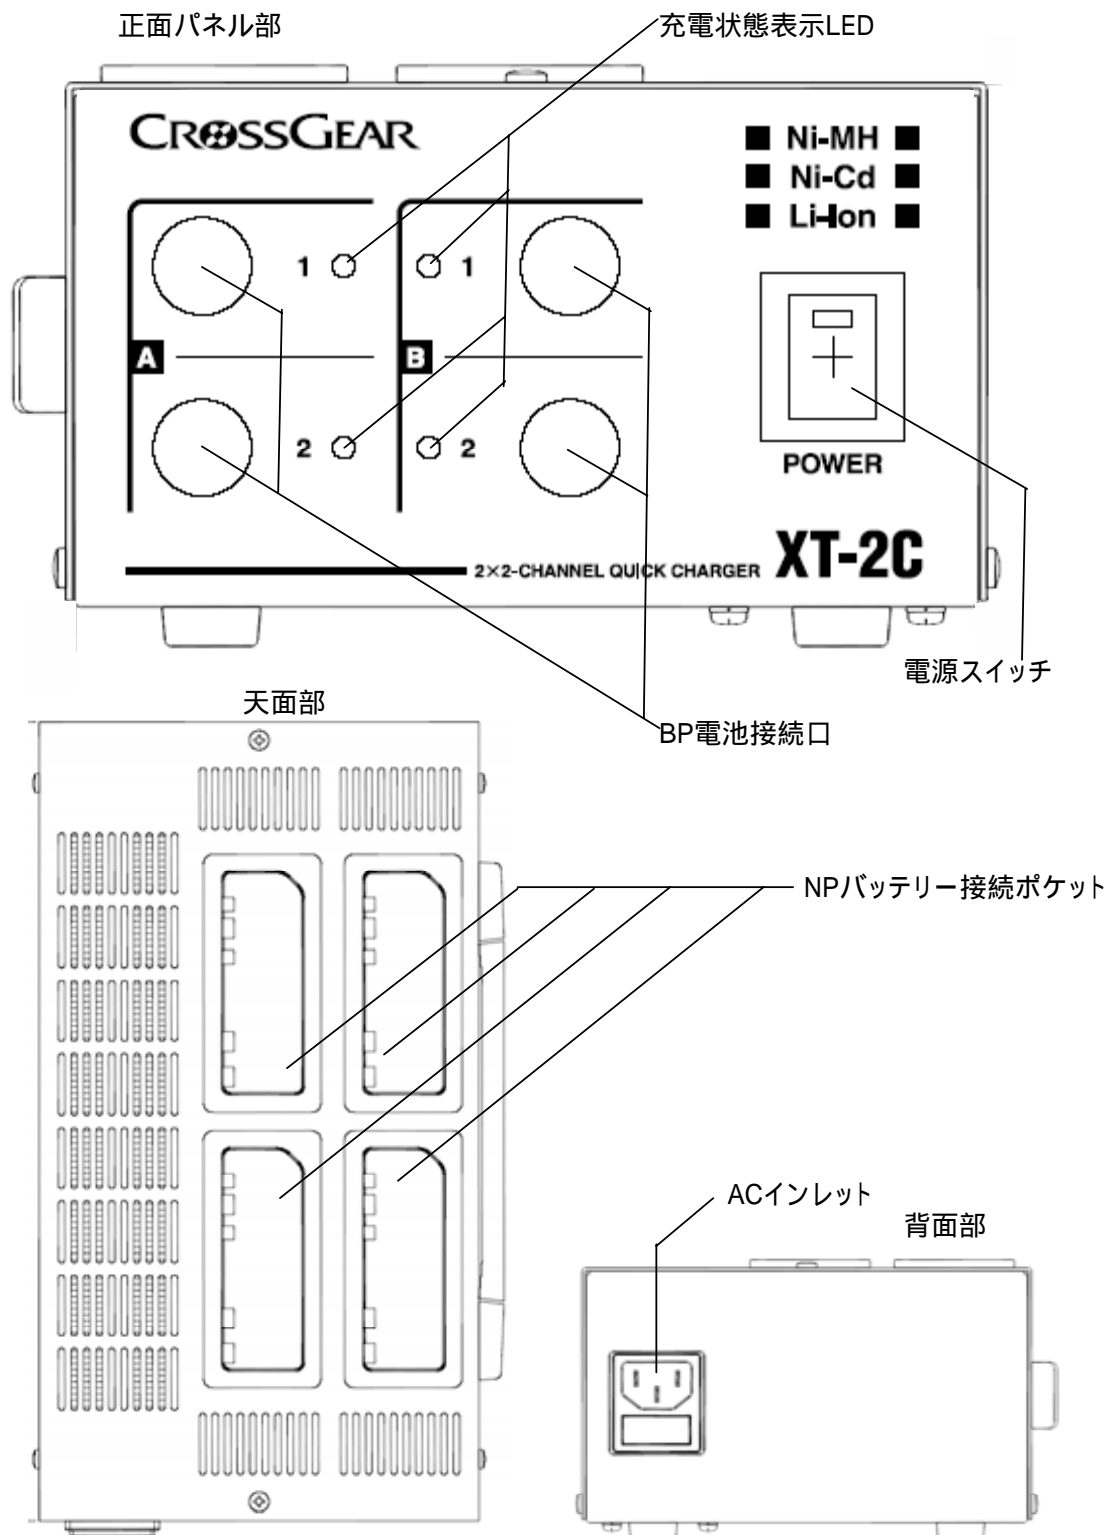 正面パネル部
充電状態表示LED
CROSSGEAR
■ Ni-MH ■
■ Ni-Cd ■
■ Li-Ion ■
1
1
A
B
2
2
POWER
2×2-CHANNEL QUICK CHARGER XT-2C
電源スイッチ
天面部
BP電池接続口
NPバッテリー接続ポケット
ACインレット
背面部